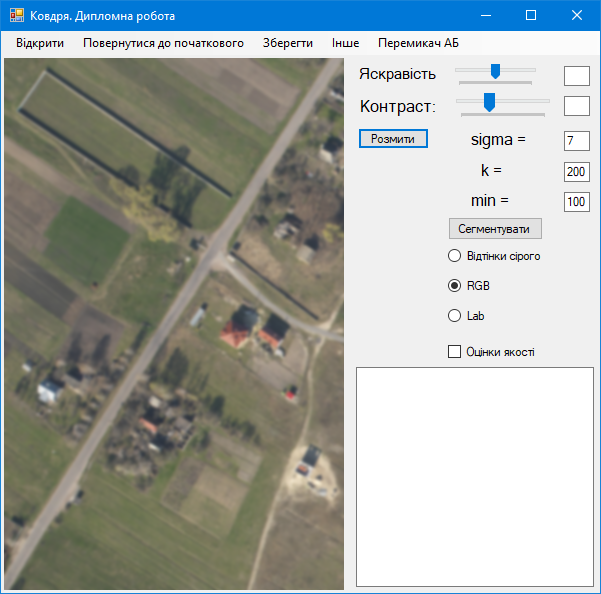 Ковдря. Дипломна робота
Відкрити Повернутися до початкового Зберегти Інше Перемикач АБ
Яскравість
Контраст:
Розмити sigma = 7
k = 200
min = 100
Сегментувати
Відтінки сірого
RGB
Lab
Оцінки якості